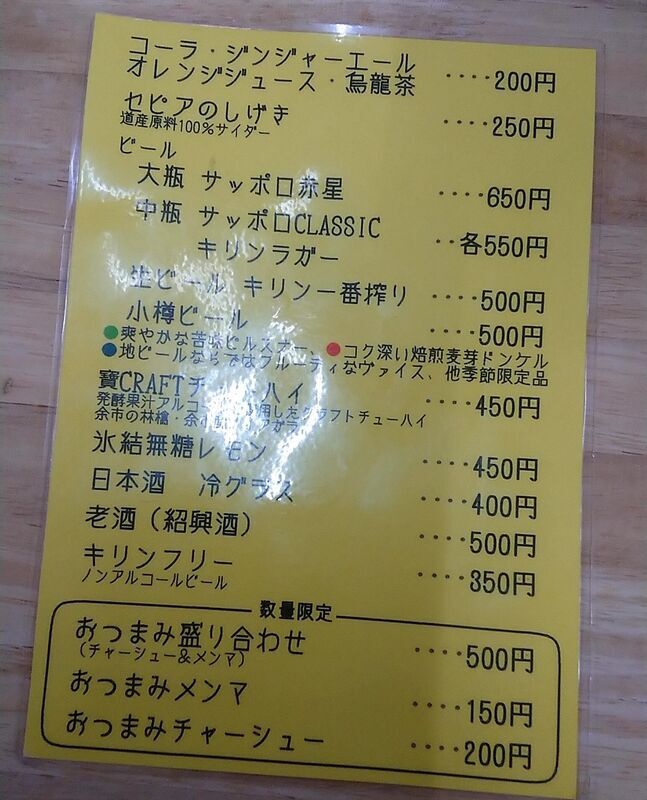 コーラ・ジンジャーエール
オレンジジュース・烏龍茶 ····200円
セピアのしげき ····250円
道産原料100%サイダー
ビール
大瓶 サッポロ赤星 ····650円
中瓶 サッポロCLASSIC
キリンラガー ··各550円
生ビール キリン一番搾り ····500円
小樽ビール ····500円
●爽やかな苦味ピルスナー、●コク深い焙煎麦芽ドンケル
●地ビールならではフルーティなヴァイス、他季節限定品
寶CRAFTチューハイ ····450円
発酵果汁アルコール 用したクラフトチューハイ
余市の林檎・余
氷結無糖レモン ····450円
日本酒 冷グラス ····400円
老酒（紹興酒） ····500円
キリンフリー ····350円
ノンアルコールビール
数量限定
おつまみ盛り合わせ ····500円
（チャーシュー&メンマ）
おつまみメンマ ····150円
おつまみチャーシュー ····200円